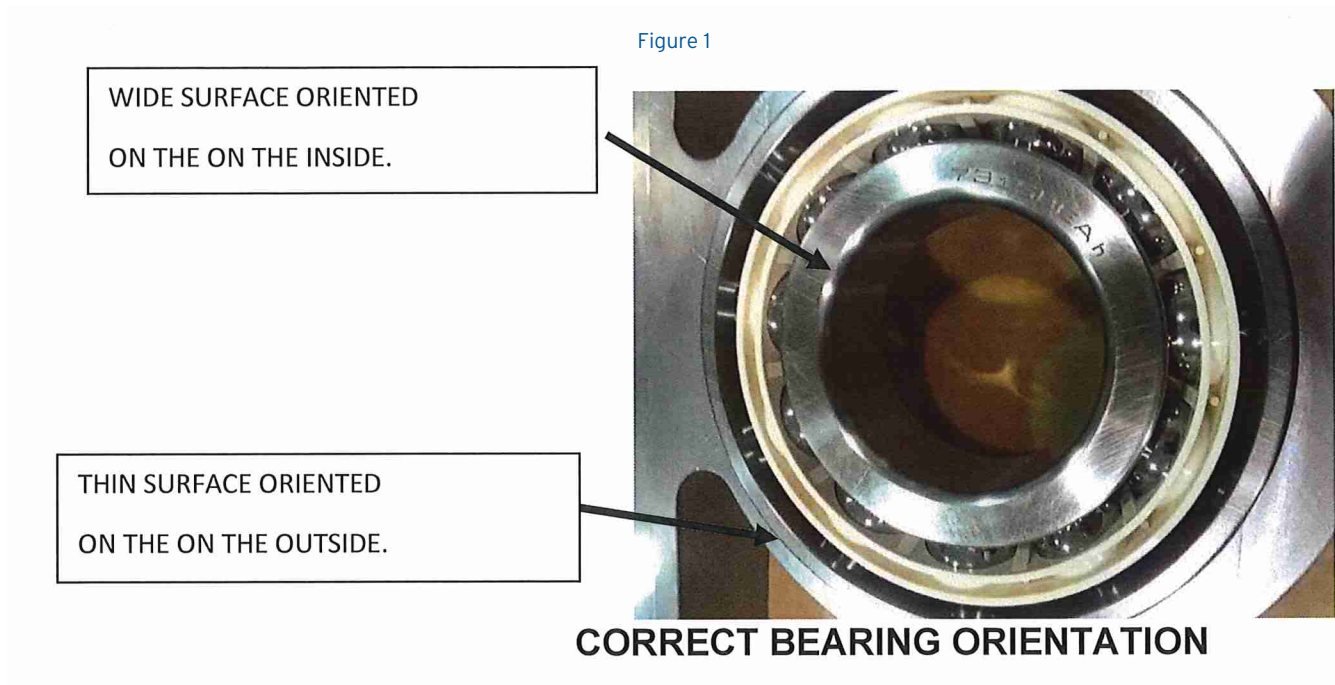 Figure 1
WIDE SURFACE ORIENTED
ON THE ON THE INSIDE.
THIN SURFACE ORIENTED
ON THE ON THE OUTSIDE.
CORRECT BEARING ORIENTATION